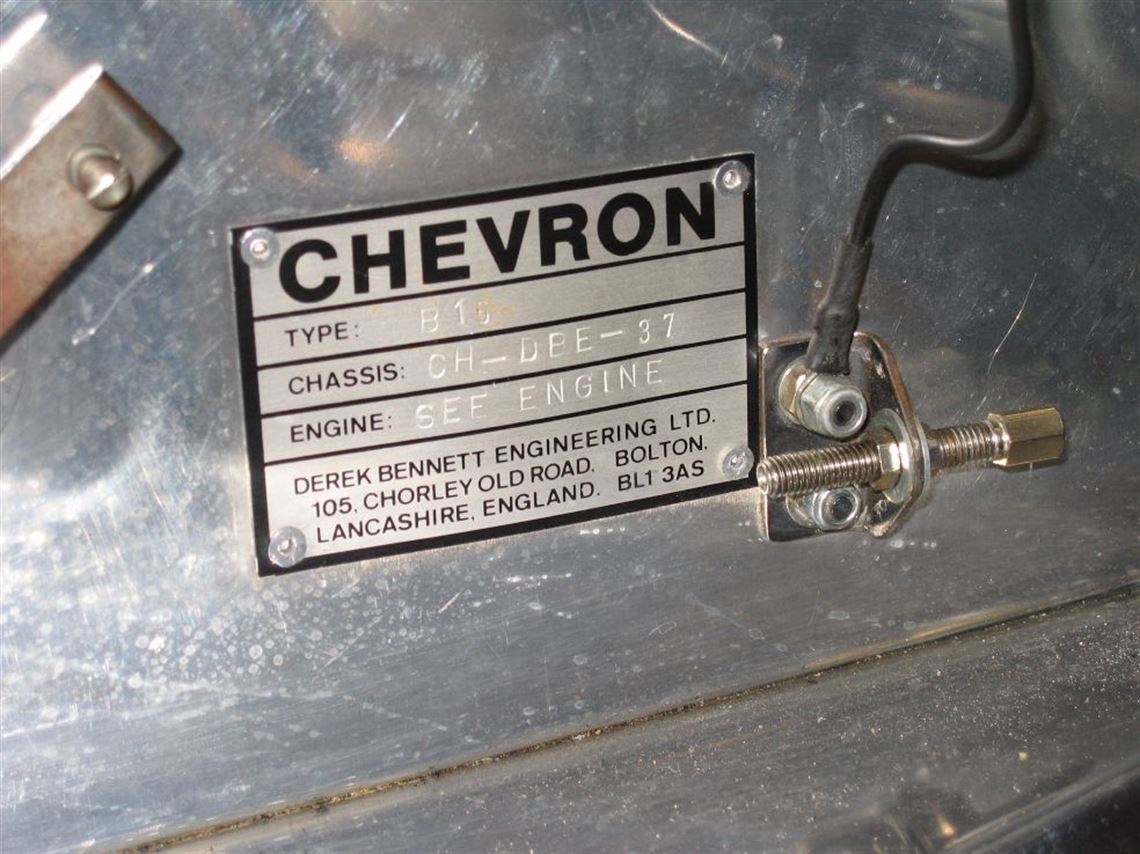 CHEVRON
TYPE: B16
CHASSIS: CH-DBE-37
ENGINE: SEE ENGINE
DEREK BENNETT ENGINEERING LTD.
105, CHORLEY OLD ROAD. BOLTON.
LANCASHIRE, ENGLAND. BL1 3AS